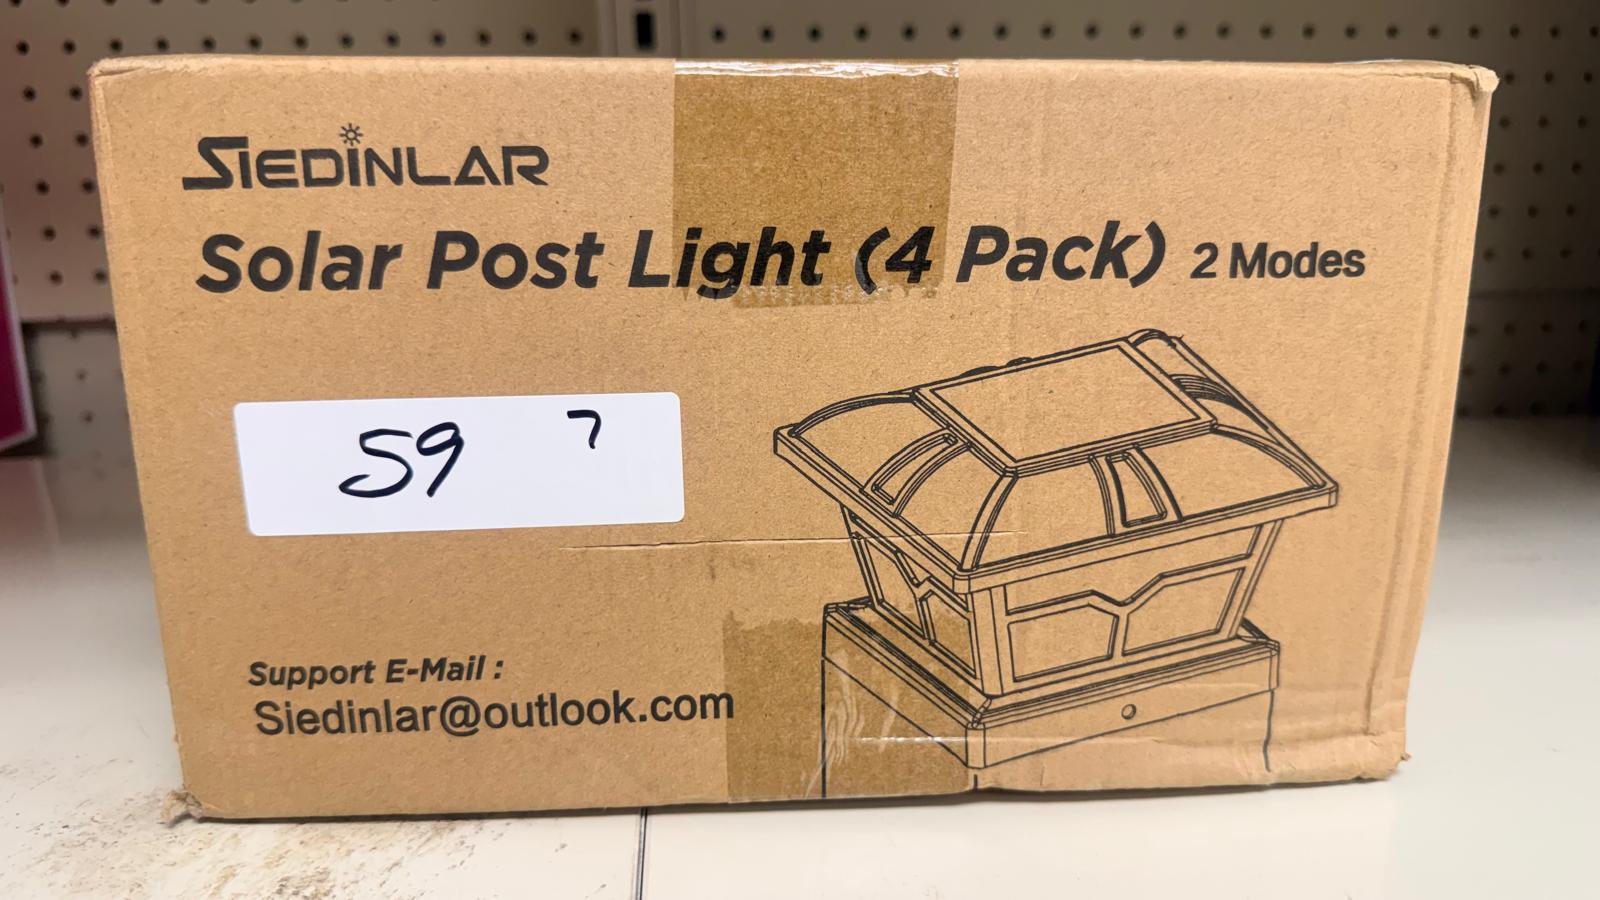 SIEDINLAR
Solar Post Light (4 Pack) 2 Modes
59 7
Support E-Mail :
Siedinlar@outlook.com